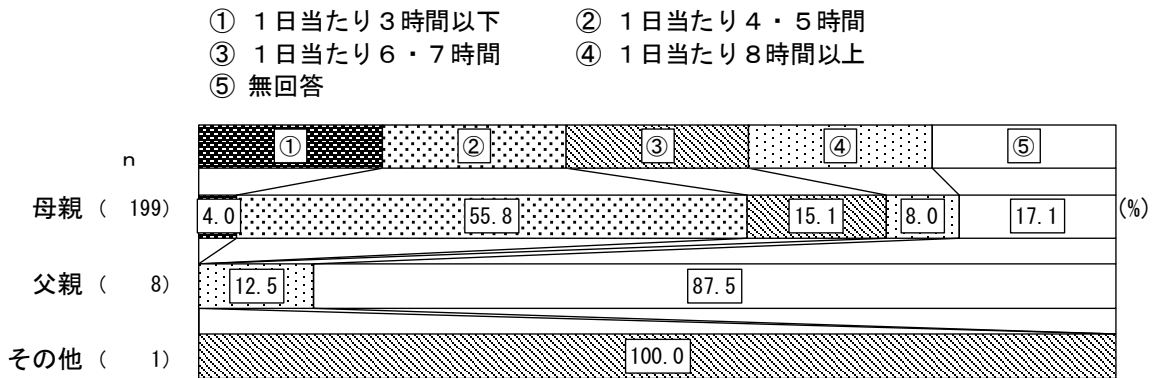 ① １日当たり３時間以下 ② １日当たり４・５時間
③ １日当たり６・７時間 ④ １日当たり８時間以上
⑤ 無回答
① ② ③ ④ ⑤
n
母親 ( 199) 4.0 55.8 15.1 8.0 17.1 (%)
父親 ( 8) 12.5 87.5
その他 ( 1) 100.0